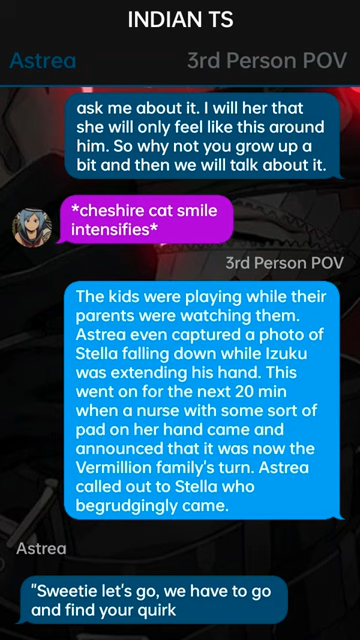 INDIAN TS
Astrea
3rd Person POV
ask me about it. I will her that
she will only feel like this around
him. So why not you grow up a
bit and then we will talk about it.
*cheshire cat smile
intensifies*
3rd Person POV
The kids were playing while their
parents were watching them.
Astrea even captured a photo of
Stella falling down while Izuku
was extending his hand. This
went on for the next 20 min
when a nurse with some sort of
pad on her hand came and
announced that it was now the
Vermillion family's turn. Astrea
called out to Stella who
begrudgingly came.
Astrea
"Sweetie let's go, we have to go
and find your quirk